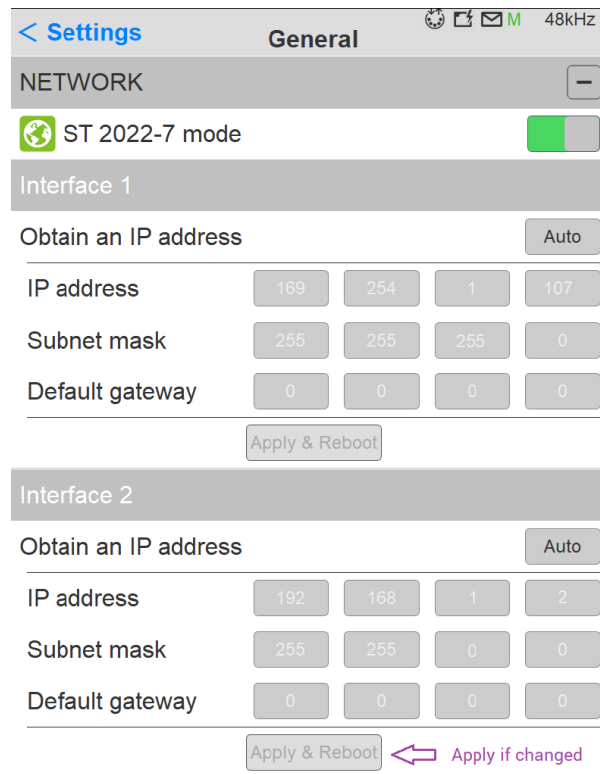 < Settings General M 48kHz
NETWORK −
ST 2022-7 mode
Interface 1
Obtain an IP address Auto
IP address 169 254 1 107
Subnet mask 255 255 255 0
Default gateway 0 0 0 0
Apply & Reboot
Interface 2
Obtain an IP address Auto
IP address 192 168 1 2
Subnet mask 255 255 0 0
Default gateway 0 0 0 0
Apply & Reboot Apply if changed